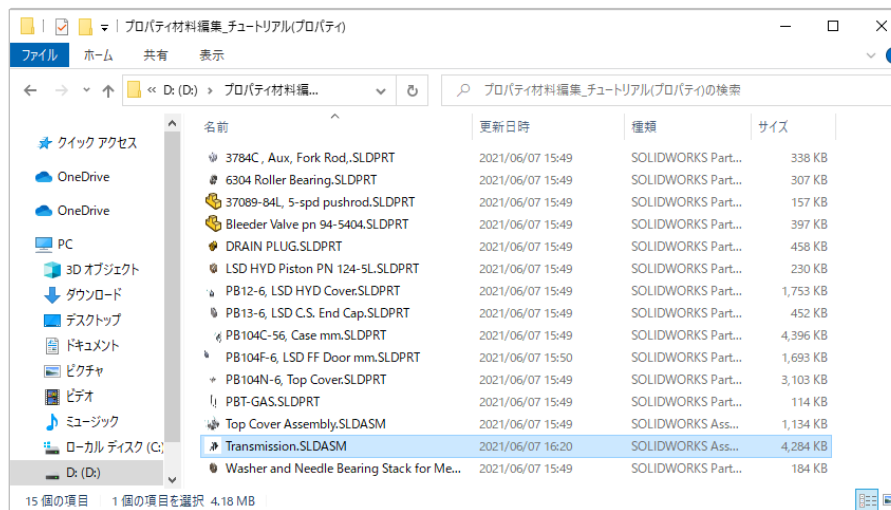 プロパティ材料編集_チュートリアル(プロパティ)
ファイル ホーム 共有 表示
« D: (D:) › プロパティ材料編... プロパティ材料編集_チュートリアル(プロパティ)の検索
名前 更新日時 種類 サイズ
クイック アクセス
OneDrive
OneDrive
PC
3D オブジェクト
ダウンロード
デスクトップ
ドキュメント
ピクチャ
ビデオ
ミュージック
ローカル ディスク (C:)
D: (D:)
3784C , Aux, Fork Rod,.SLDPRT 2021/06/07 15:49 SOLIDWORKS Part... 338 KB
6304 Roller Bearing.SLDPRT 2021/06/07 15:49 SOLIDWORKS Part... 307 KB
37089-84L, 5-spd pushrod.SLDPRT 2021/06/07 15:49 SOLIDWORKS Part... 157 KB
Bleeder Valve pn 94-5404.SLDPRT 2021/06/07 15:49 SOLIDWORKS Part... 397 KB
DRAIN PLUG.SLDPRT 2021/06/07 15:49 SOLIDWORKS Part... 458 KB
LSD HYD Piston PN 124-5L.SLDPRT 2021/06/07 15:49 SOLIDWORKS Part... 230 KB
PB12-6, LSD HYD Cover.SLDPRT 2021/06/07 15:49 SOLIDWORKS Part... 1,753 KB
PB13-6, LSD C.S. End Cap.SLDPRT 2021/06/07 15:49 SOLIDWORKS Part... 452 KB
PB104C-56, Case mm.SLDPRT 2021/06/07 15:49 SOLIDWORKS Part... 4,396 KB
PB104F-6, LSD FF Door mm.SLDPRT 2021/06/07 15:50 SOLIDWORKS Part... 1,693 KB
PB104N-6, Top Cover.SLDPRT 2021/06/07 15:49 SOLIDWORKS Part... 3,103 KB
PBT-GAS.SLDPRT 2021/06/07 15:49 SOLIDWORKS Part... 114 KB
Top Cover Assembly.SLDASM 2021/06/07 15:49 SOLIDWORKS Ass... 1,134 KB
Transmission.SLDASM 2021/06/07 16:20 SOLIDWORKS Ass... 4,284 KB
Washer and Needle Bearing Stack for Me... 2021/06/07 15:49 SOLIDWORKS Part... 184 KB
15 個の項目 1 個の項目を選択 4.18 MB